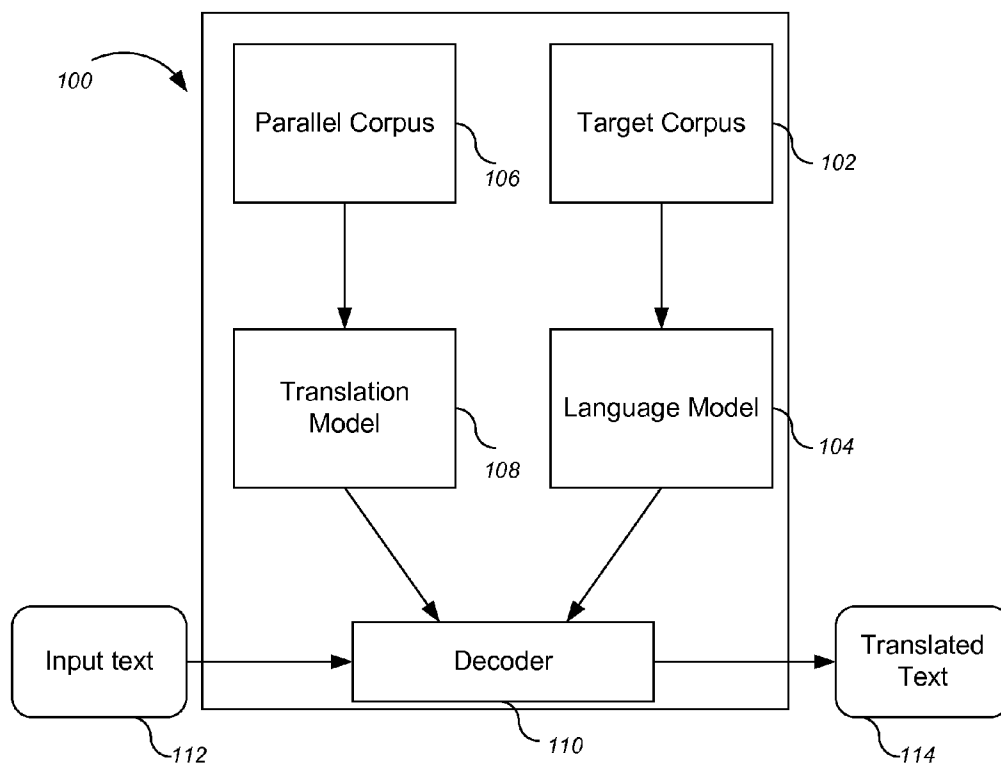 100
Parallel Corpus
106
Target Corpus
102
Translation
Model
108
Language Model
104
Input text
112
Decoder
110
Translated
Text
114